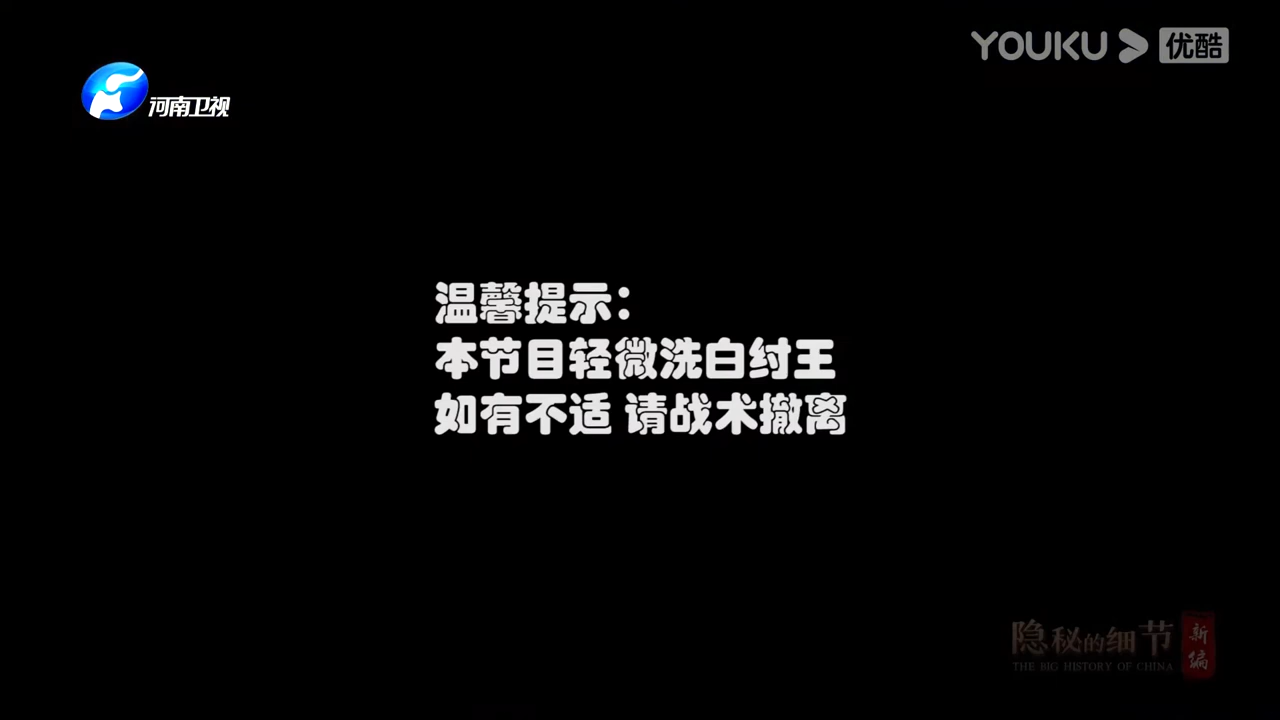 YOUKU 优酷
河南卫视
温馨提示：
本节目轻微洗白纣王
如有不适 请战术撤离
隐秘的细节 新编
THE BIG HISTORY OF CHINA